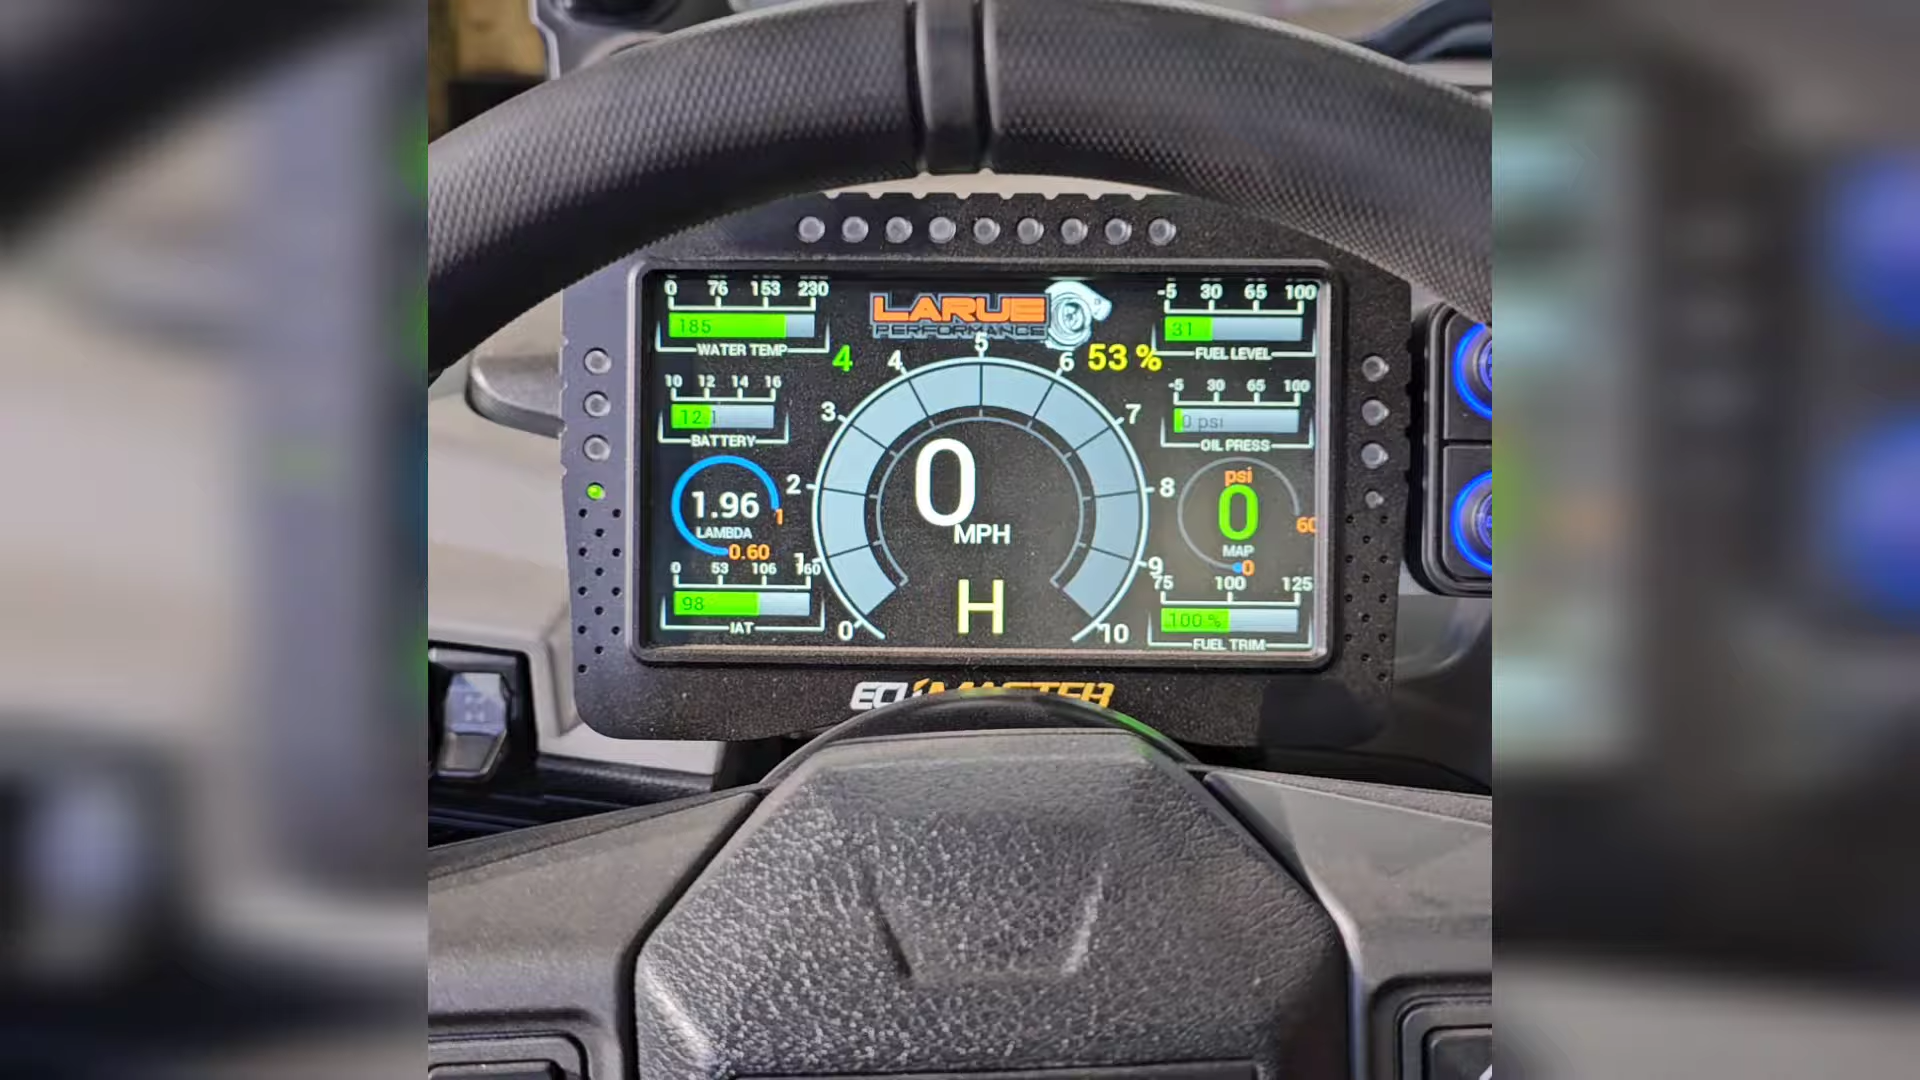 0 76 153 230
185
WATER TEMP
LARUE
PERFORMANCE
-5 30 65 100
31
FUEL LEVEL
4
53 %
10 12 14 16
12.1
BATTERY
-5 30 65 100
0 psi
OIL PRESS
1.96
LAMBDA
1
0.60
0 1 2 3 4 5 6 7 8 9 10
0
MPH
H
psi
0
MAP
60
0
0 53 106 160
98
IAT
75 100 125
100 %
FUEL TRIM
ECUMASTER